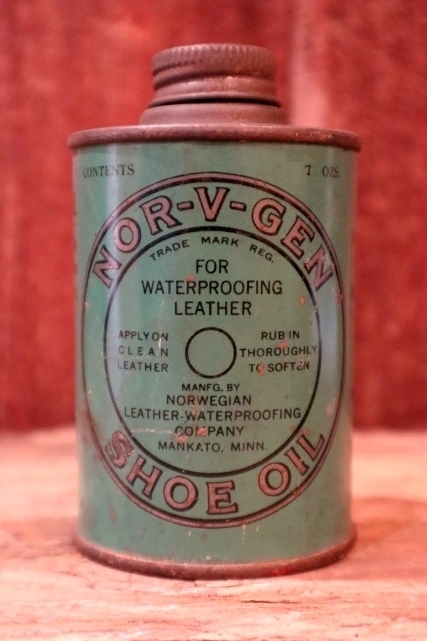 CONTENTS 7 OZS.
NOR-V-GEN
TRADE MARK REG.
FOR
WATERPROOFING
LEATHER
APPLY ON
CLEAN
LEATHER
RUB IN
THOROUGHLY
TO SOFTEN
MANFG. BY
NORWEGIAN
LEATHER-WATERPROOFING
COMPANY
MANKATO, MINN.
SHOE OIL